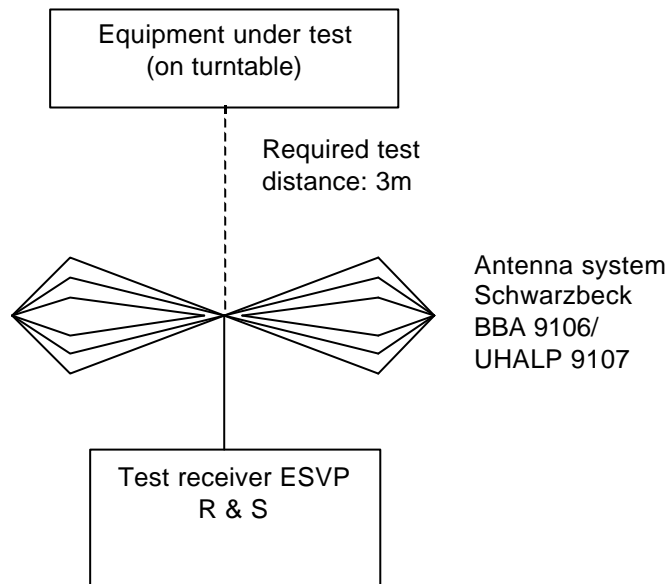 Equipment under test
(on turntable)
Required test
distance: 3m
Antenna system
Schwarzbeck
BBA 9106/
UHALP 9107
Test receiver ESVP
R & S